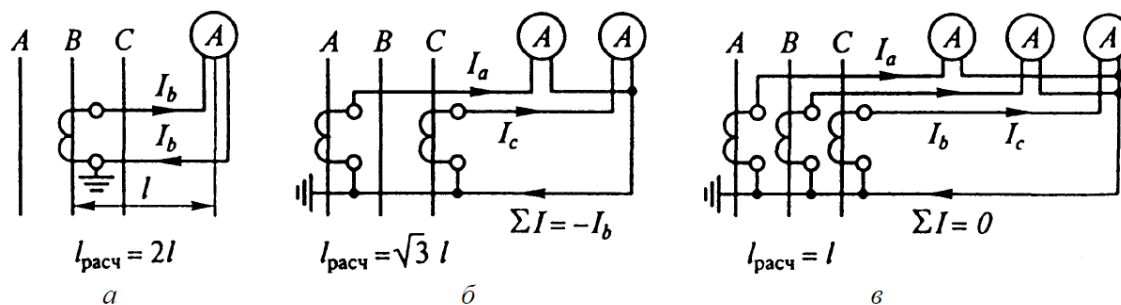 A B C A
I_b
I_b
l
l_расч = 2l
а
A B C A A
I_a
I_c
ΣI = −I_b
l_расч = √3 l
б
A B C A A A
I_a
I_b I_c
ΣI = 0
l_расч = l
в